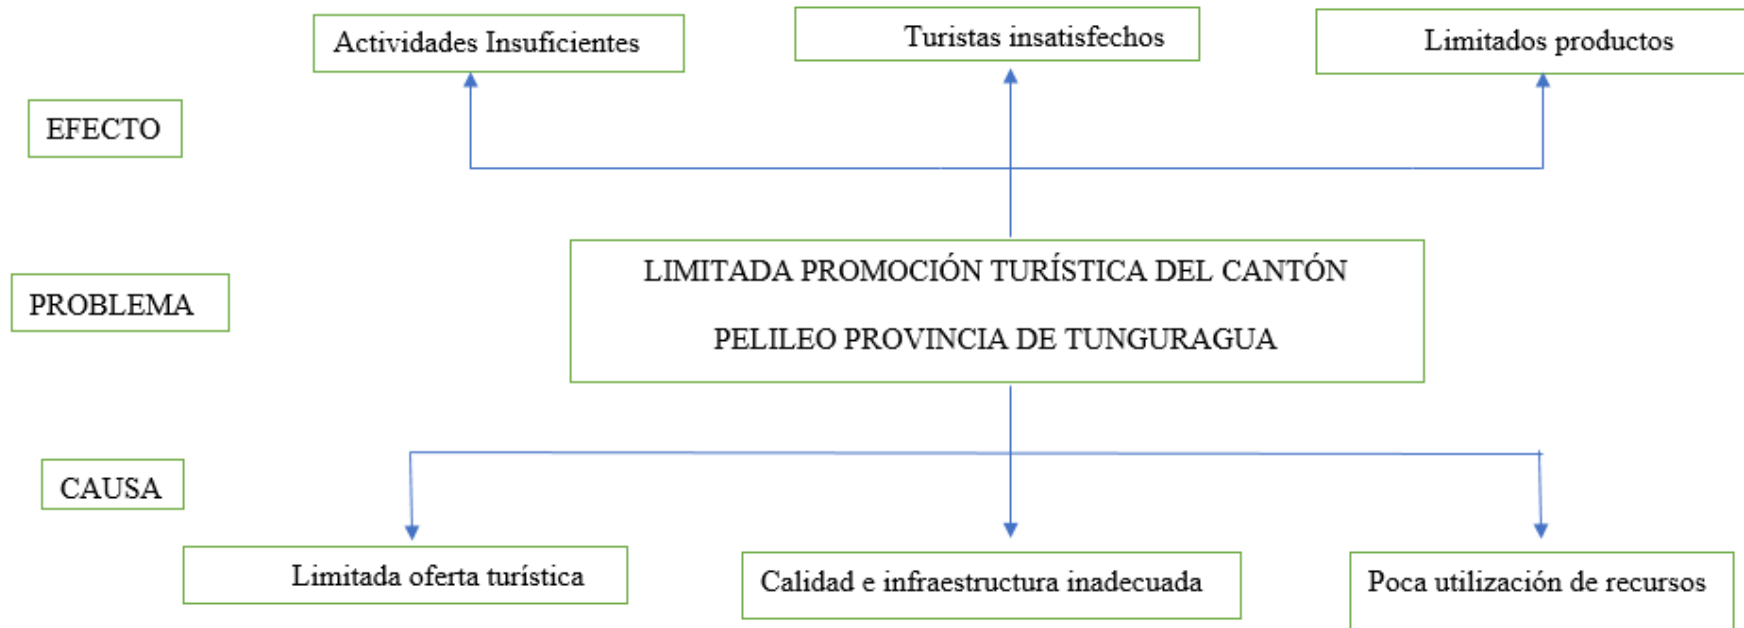 Actividades Insuficientes
Turistas insatisfechos
Limitados productos
EFECTO
LIMITADA PROMOCIÓN TURÍSTICA DEL CANTÓN
PELILEO PROVINCIA DE TUNGURAGUA
PROBLEMA
CAUSA
Limitada oferta turística
Calidad e infraestructura inadecuada
Poca utilización de recursos